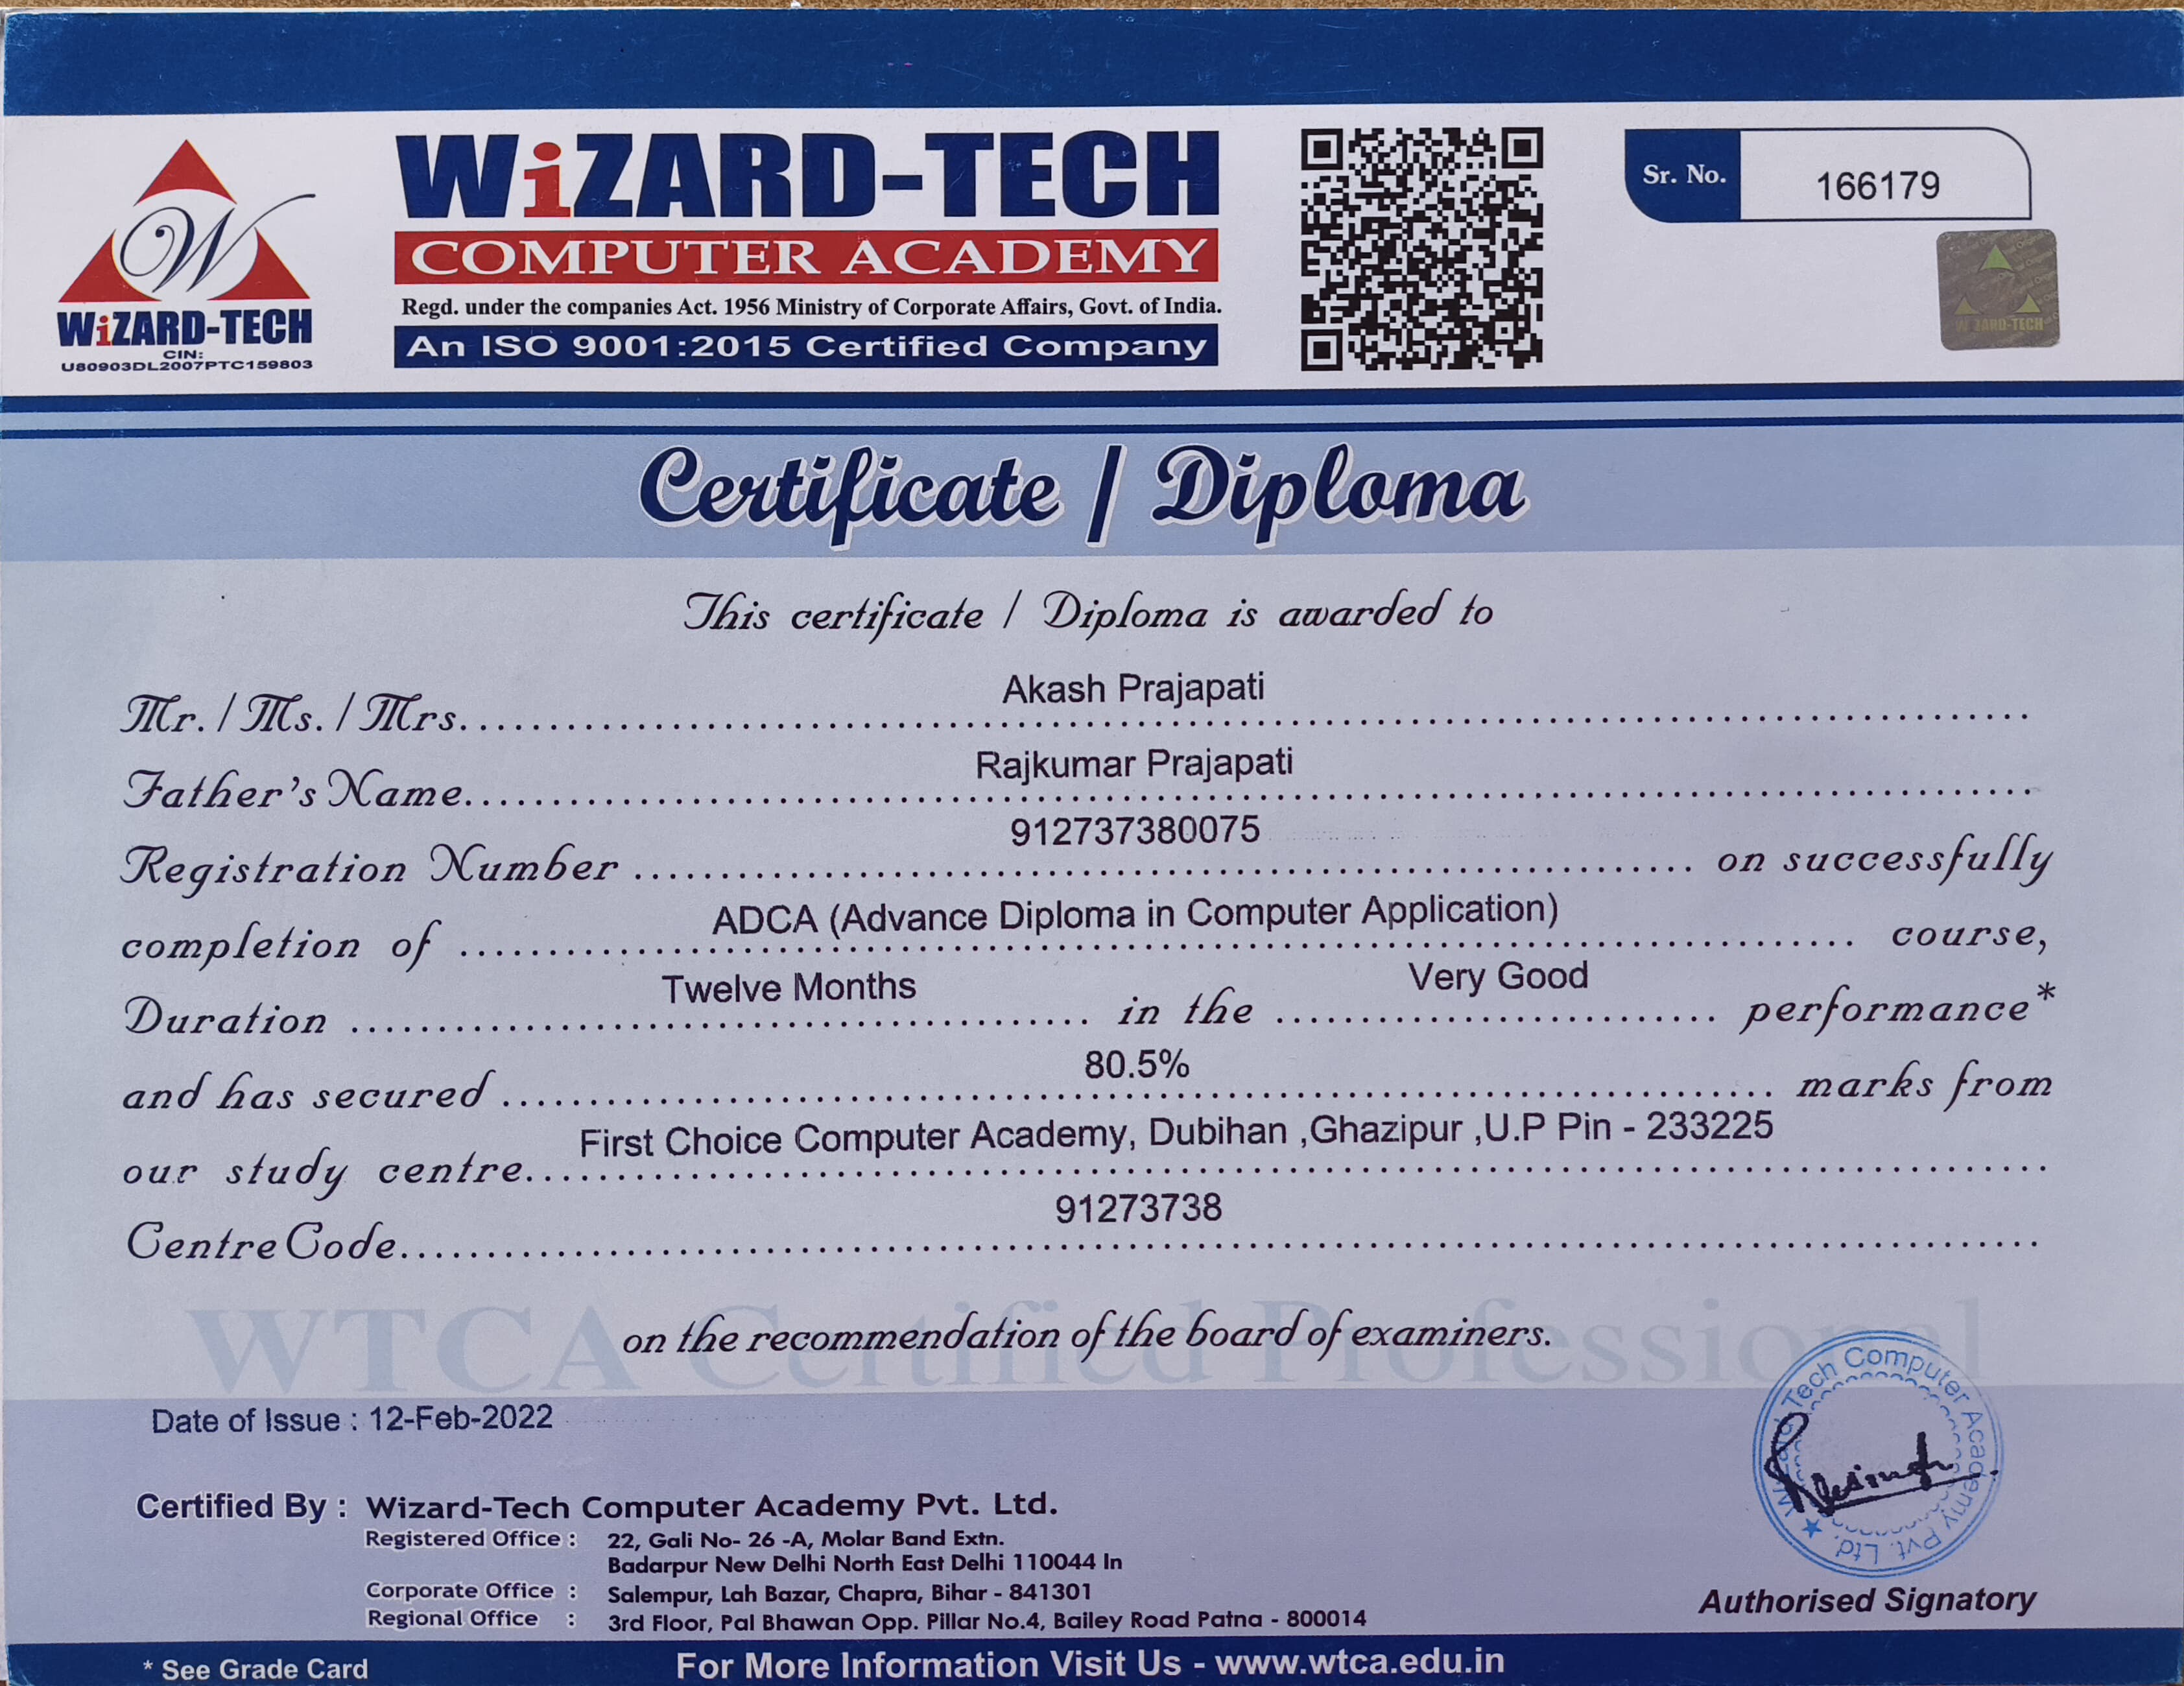 WiZARD-TECH
COMPUTER ACADEMY
Regd. under the companies Act. 1956 Ministry of Corporate Affairs, Govt. of India.
An ISO 9001:2015 Certified Company
W
WiZARD-TECH
CIN:
U80903DL2007PTC159803
Sr. No. 166179
WIZARD-TECH
Certificate / Diploma
This certificate / Diploma is awarded to
Mr. / Ms. / Mrs. Akash Prajapati
Father's Name Rajkumar Prajapati
Registration Number 912737380075 on successfully
completion of ADCA (Advance Diploma in Computer Application) course,
Duration Twelve Months in the Very Good performance*
and has secured 80.5% marks from
our study centre First Choice Computer Academy, Dubihan ,Ghazipur ,U.P Pin - 233225
Centre Code 91273738
WTCA Certified Professional
on the recommendation of the board of examiners.
Date of Issue : 12-Feb-2022
Wizard Tech Computer Academy Pvt. Ltd.
Certified By : Wizard-Tech Computer Academy Pvt. Ltd.
Registered Office : 22, Gali No- 26 -A, Molar Band Extn.
Badarpur New Delhi North East Delhi 110044 In
Corporate Office : Salempur, Lah Bazar, Chapra, Bihar - 841301
Regional Office : 3rd Floor, Pal Bhawan Opp. Pillar No.4, Bailey Road Patna - 800014
Authorised Signatory
* See Grade Card
For More Information Visit Us - www.wtca.edu.in